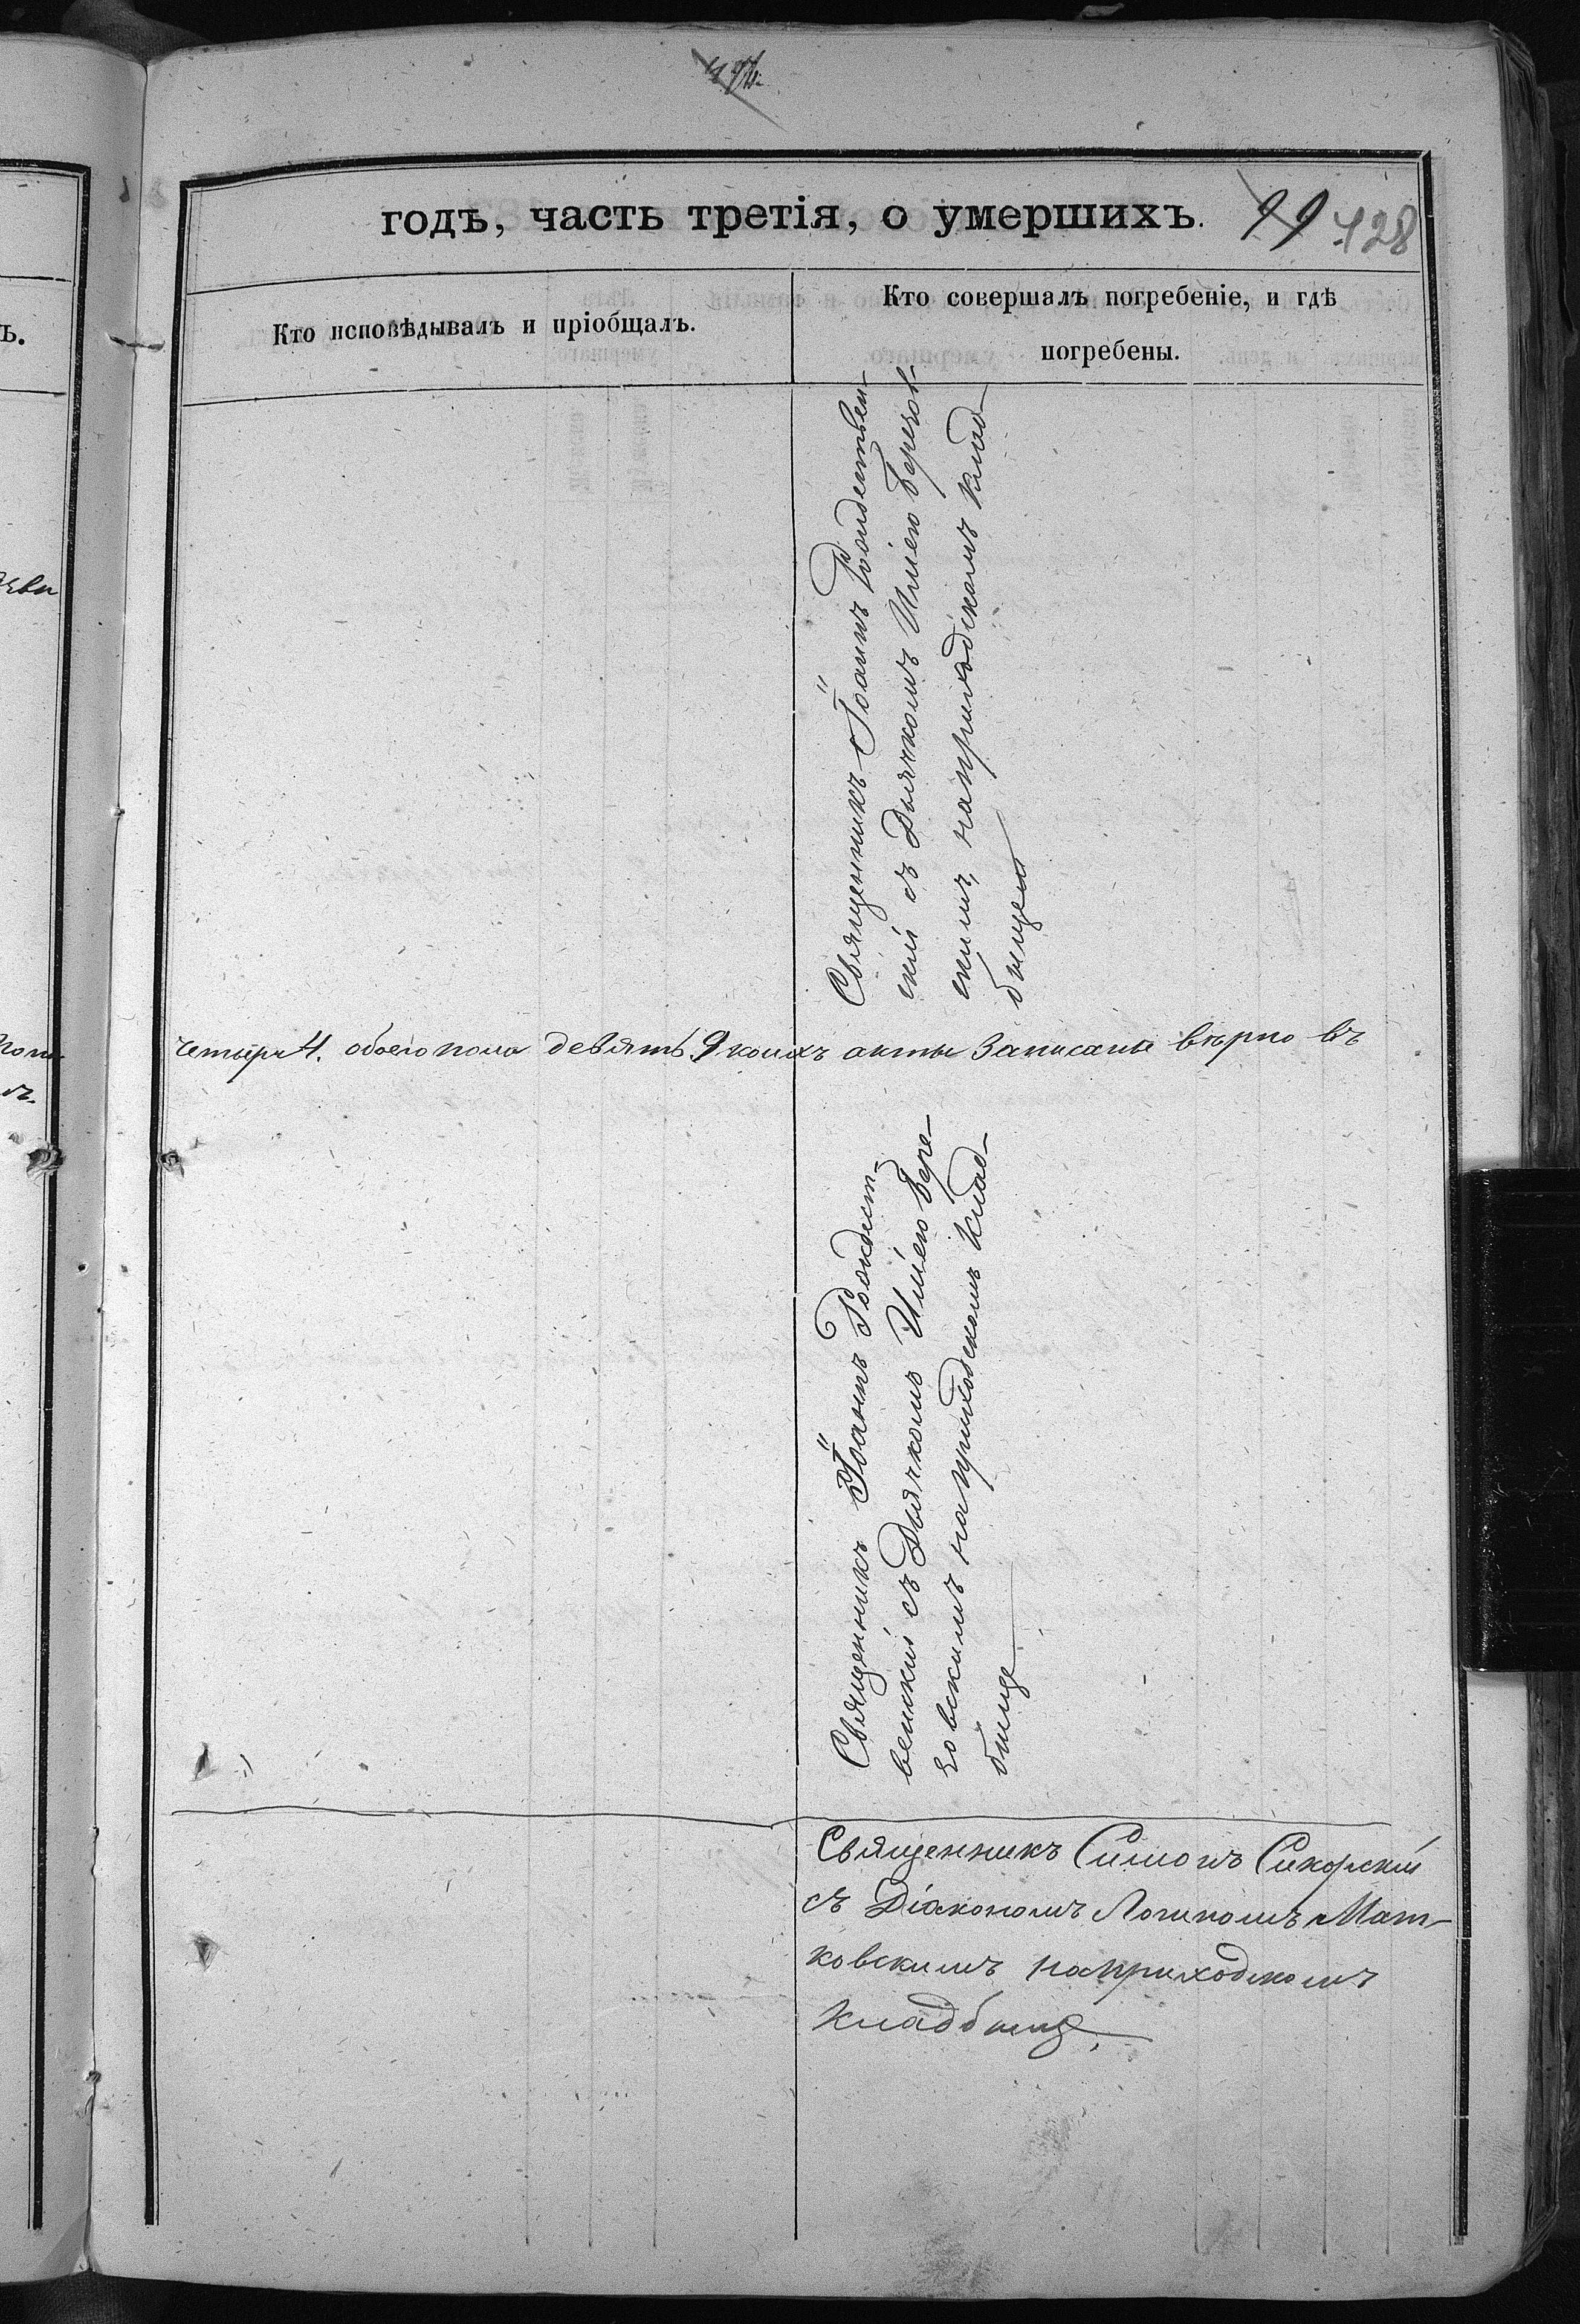 годъ, часть третія, о умершихъ. 99 128
Кто исповѣдывалъ и пріобщалъ.
Кто совершалъ погребеніе, и гдѣ
погребены.
Священникъ Іоаннъ Рождествен-
скій съ Дьячкомъ Иліею Березов-
скимъ, на приходскомъ клад-
бищѣ
четыре 4. обоего пола девять 9 коихъ акты записаны вѣрно въ
Священникъ Іоаннъ Рождест-
венскій съ Дьячкомъ Иліею Бере-
зовскимъ на приходскомъ клад-
бищѣ
Священникъ Симонъ Сикорскій
съ Діакономъ Логиномъ Мат-
ковскимъ на приходскомъ
кладбищѣ.